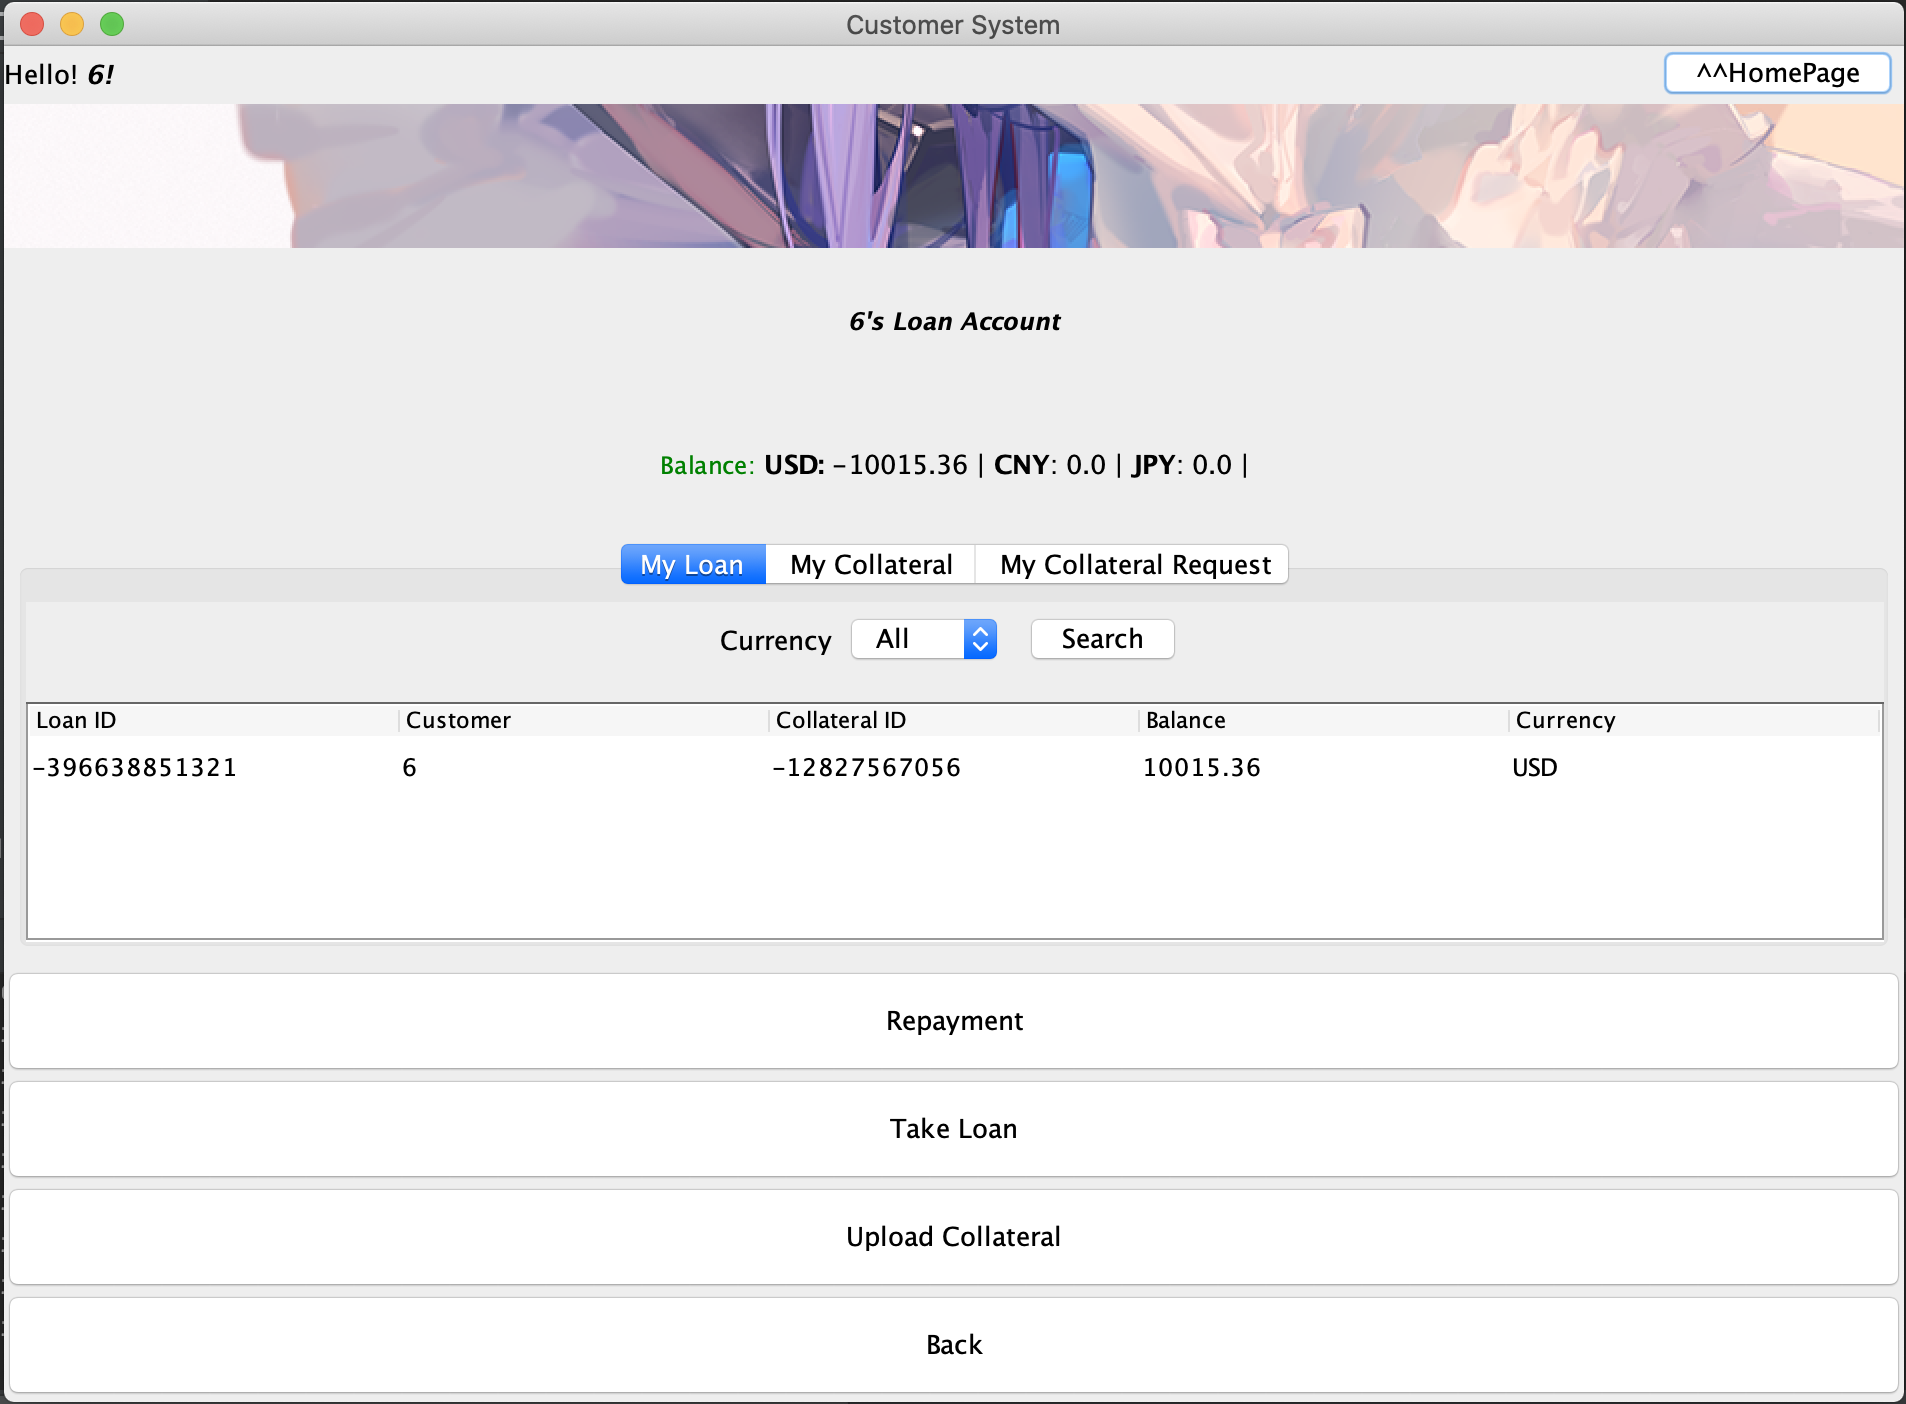 Customer System
Hello! 6!
^^HomePage
6's Loan Account
Balance: USD: -10015.36 | CNY: 0.0 | JPY: 0.0 |
My Loan My Collateral My Collateral Request
Currency All Search
Loan ID Customer Collateral ID Balance Currency
-396638851321 6 -12827567056 10015.36 USD
Repayment
Take Loan
Upload Collateral
Back